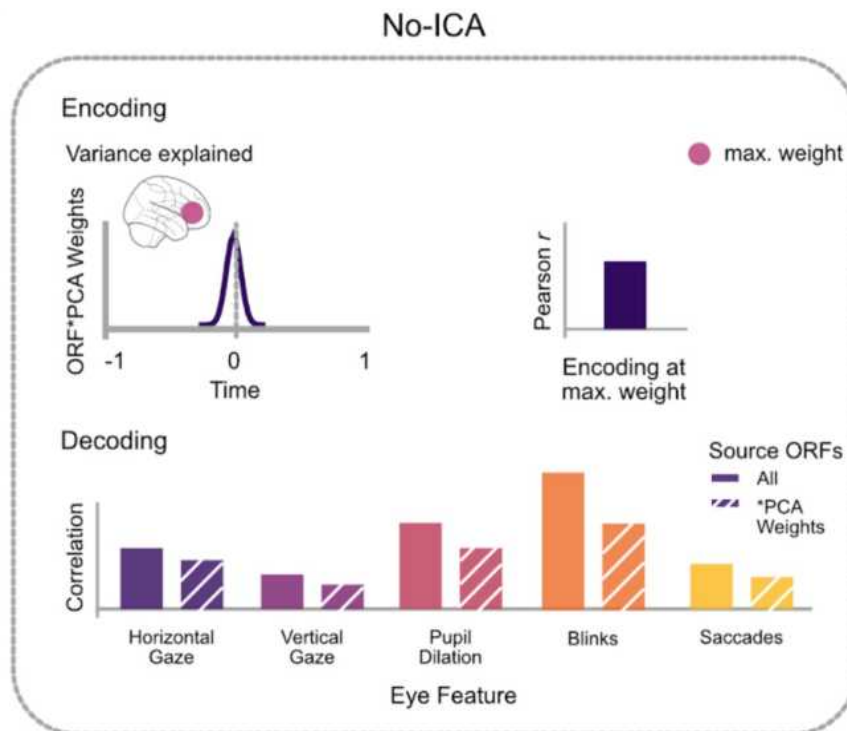 No-ICA
Encoding
Variance explained
max. weight
ORF*PCA Weights
-1
0
1
Time
Pearson r
Encoding at
max. weight
Decoding
Source ORFs
All
*PCA
Weights
Correlation
Horizontal
Gaze
Vertical
Gaze
Pupil
Dilation
Blinks
Saccades
Eye Feature